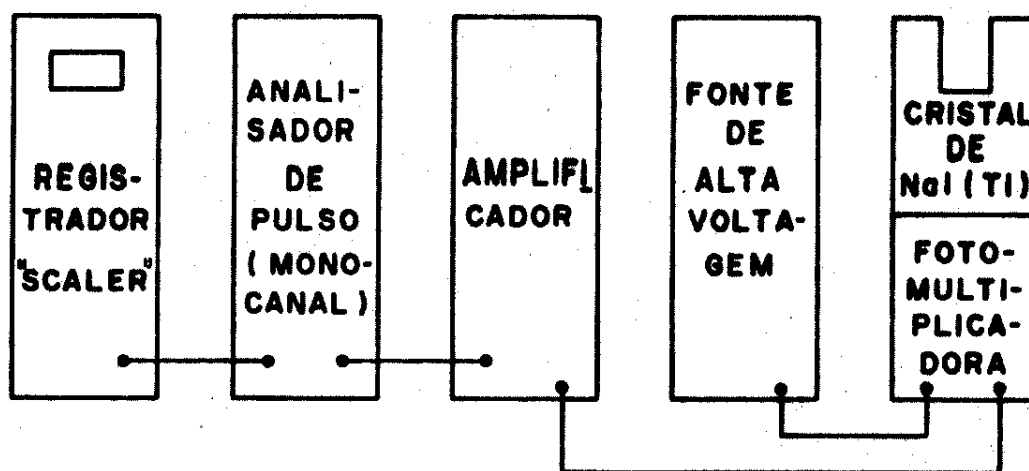 REGIS-
TRADOR
"SCALER"
ANALI-
SADOR
DE
PULSO
(MONO-
CANAL)
AMPLIFI
CADOR
FONTE
DE
ALTA
VOLTA-
GEM
CRISTAL
DE
NaI (Tl)
FOTO-
MULTI-
PLICA-
DORA